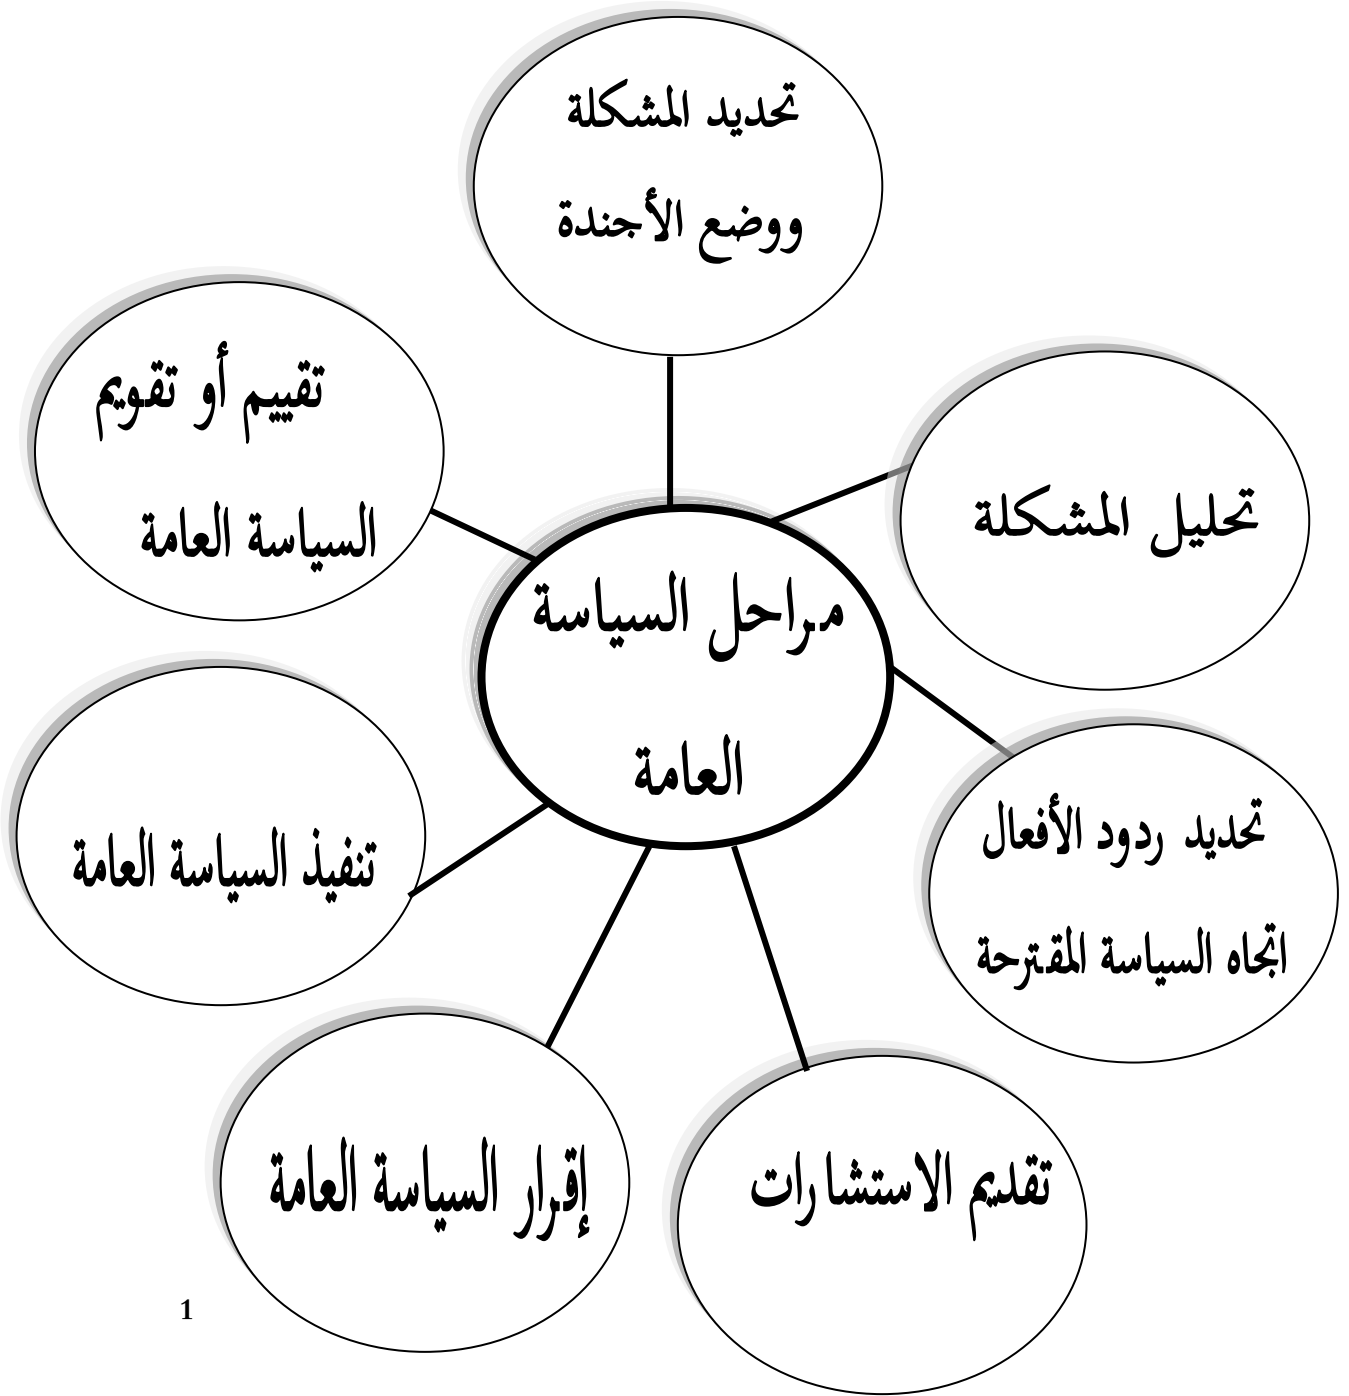 تحديد المشكلة
ووضع الأجندة
تحليل المشكلة
تحديد ردود الأفعال
اتجاه السياسة المقترحة
تقديم الاستشارات
إقرار السياسة العامة
تنفيذ السياسة العامة
تقييم أو تقويم
السياسة العامة
مراحل السياسة
العامة
1